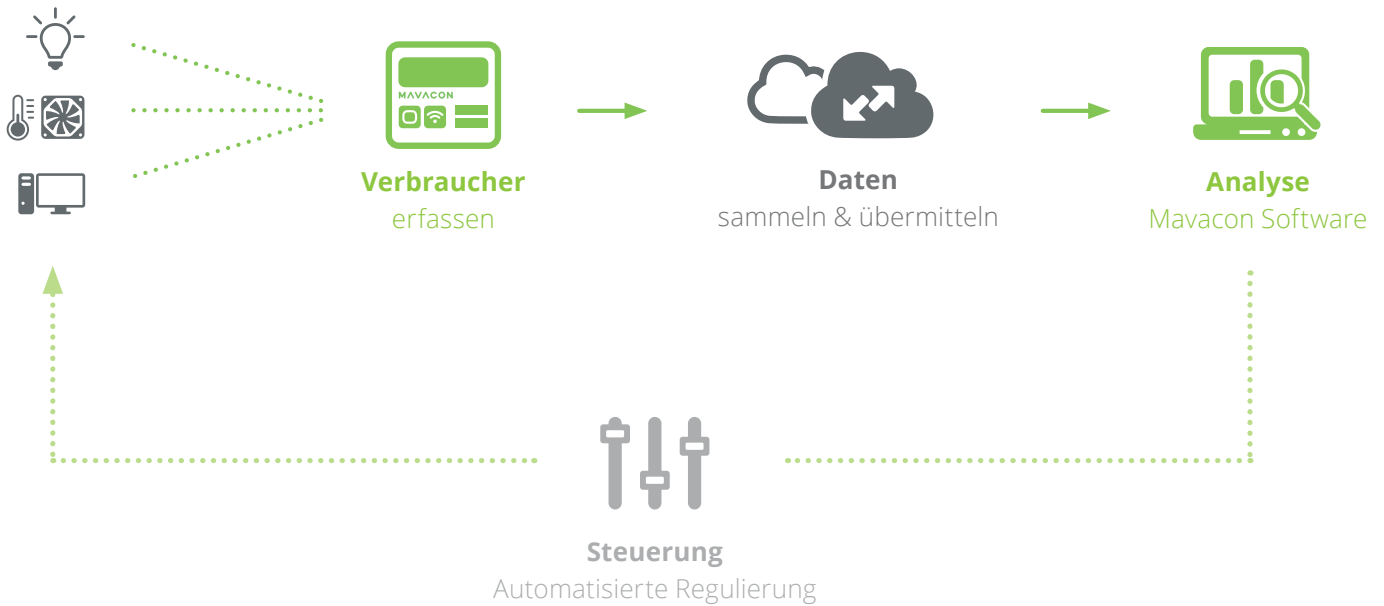 MAVACON
Verbraucher
erfassen
Daten
sammeln & übermitteln
Analyse
Mavacon Software
Steuerung
Automatisierte Regulierung